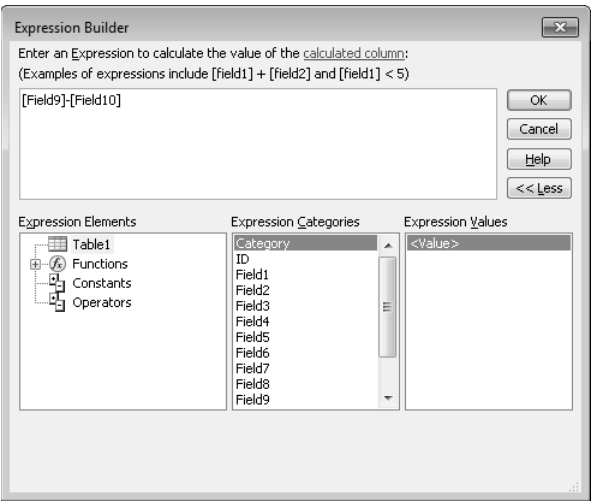 Expression Builder
Enter an Expression to calculate the value of the calculated column:
(Examples of expressions include [field1] + [field2] and [field1] < 5)
[Field9]-[Field10]
OK
Cancel
Help
<< Less
Expression Elements
Table1
Functions
Constants
Operators
Expression Categories
Category
ID
Field1
Field2
Field3
Field4
Field5
Field6
Field7
Field8
Field9
Expression Values
<Value>